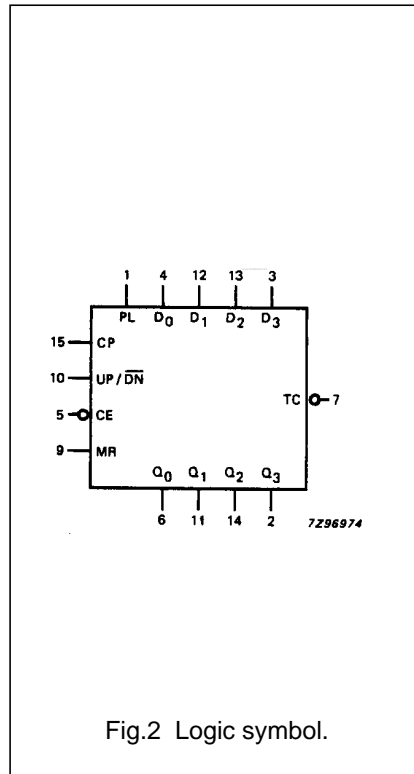 1 4 12 13 3
PL D0 D1 D2 D3
15 CP
10 UP/D̅N̅
TC 7
5 CE
9 MR
Q0 Q1 Q2 Q3
6 11 14 2
7Z96974
Fig.2 Logic symbol.